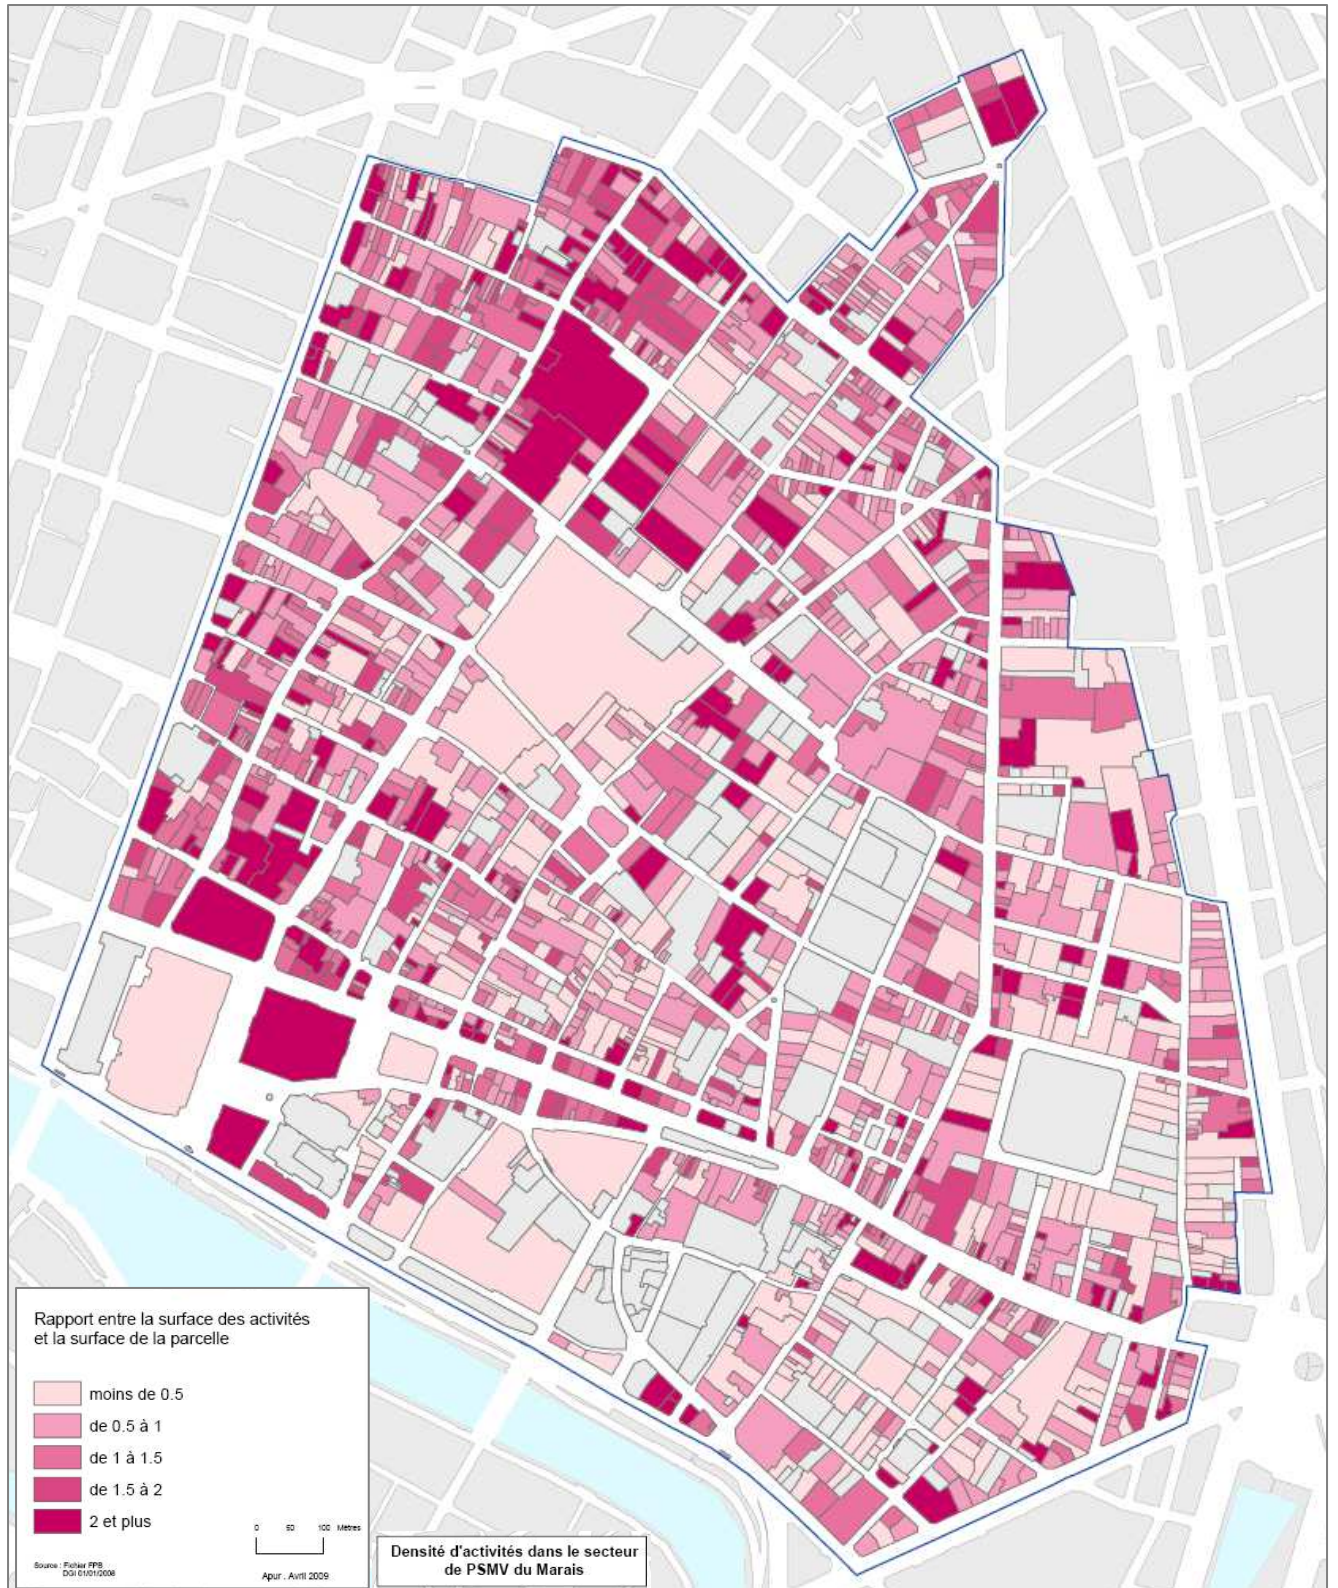 Rapport entre la surface des activités
et la surface de la parcelle
moins de 0.5
de 0.5 à 1
de 1 à 1.5
de 1.5 à 2
2 et plus
0 50 100 Mètres
Source : Fichier FPB
DGI 01/01/2008
Apur . Avril 2009
Densité d'activités dans le secteur
de PSMV du Marais